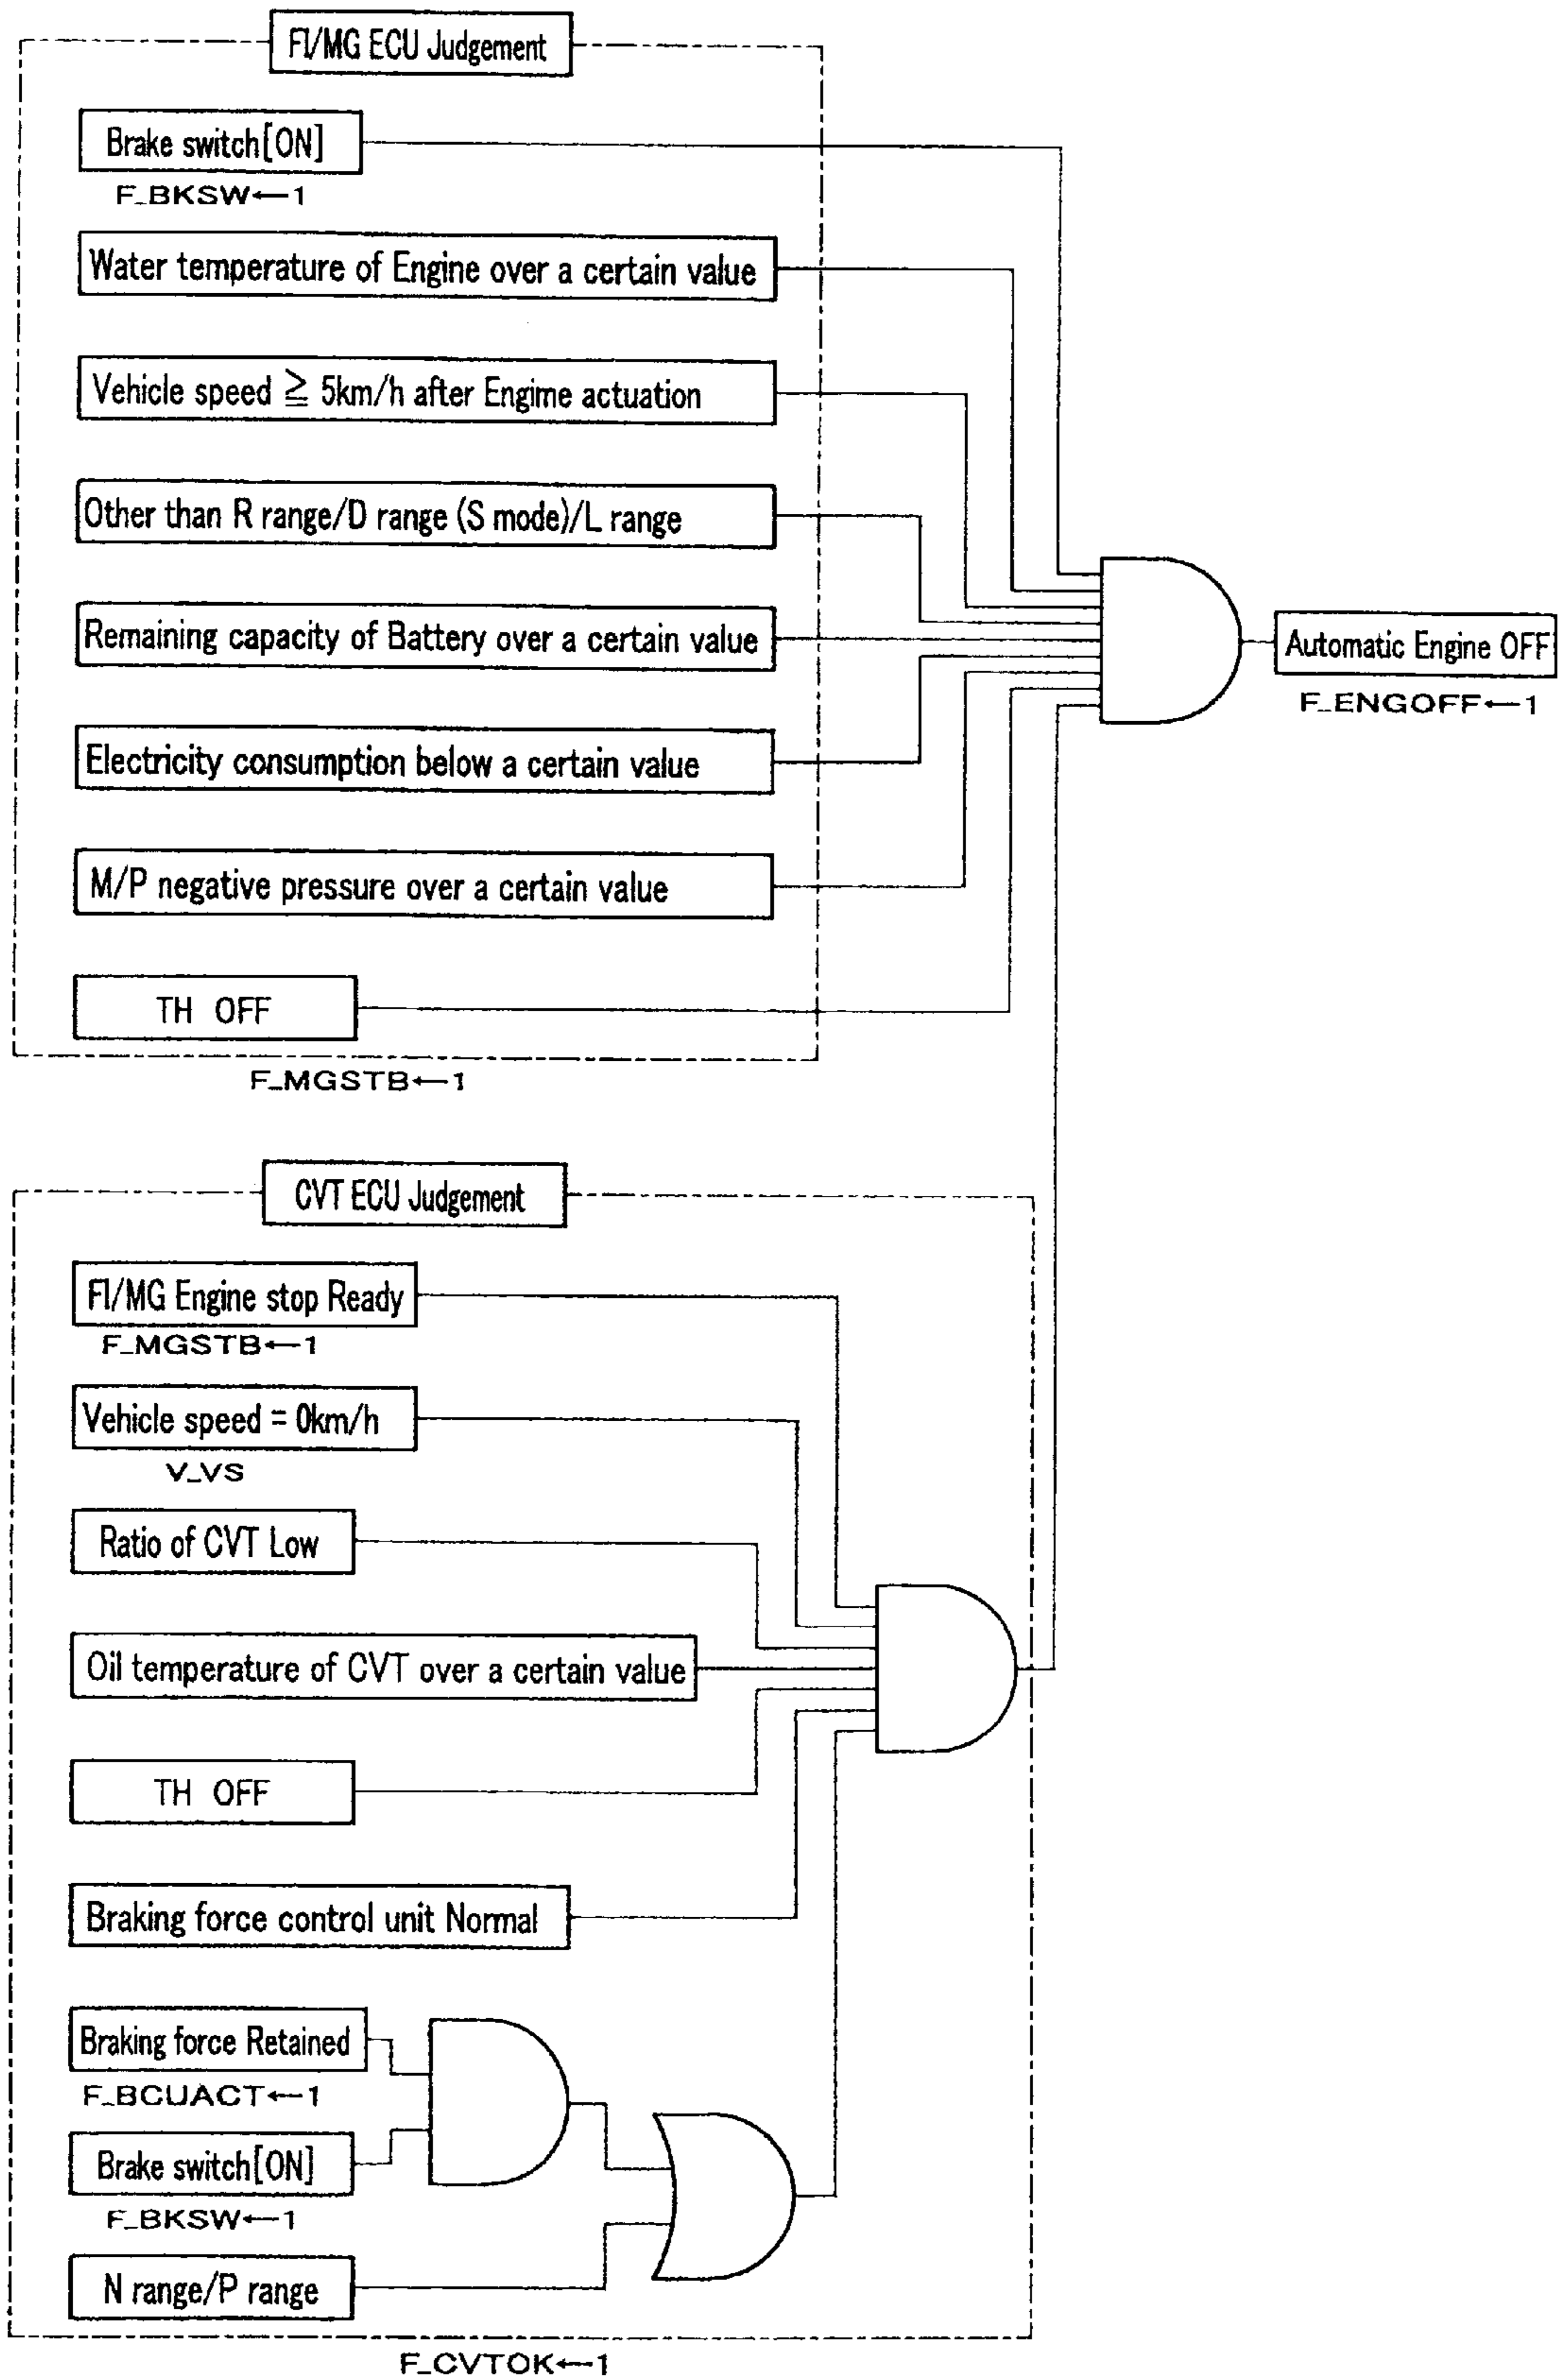 FI/MG ECU Judgement
Brake switch[ON]
F_BKSW←1
Water temperature of Engine over a certain value
Vehicle speed ≧ 5km/h after Engime actuation
Other than R range/D range (S mode)/L range
Remaining capacity of Battery over a certain value
Electricity consumption below a certain value
M/P negative pressure over a certain value
TH OFF
F_MGSTB←1
Automatic Engine OFF
F_ENGOFF←1
CVT ECU Judgement
FI/MG Engine stop Ready
F_MGSTB←1
Vehicle speed = 0km/h
V_VS
Ratio of CVT Low
Oil temperature of CVT over a certain value
TH OFF
Braking force control unit Normal
Braking force Retained
F_BCUACT←1
Brake switch[ON]
F_BKSW←1
N range/P range
F_CVTOK←1